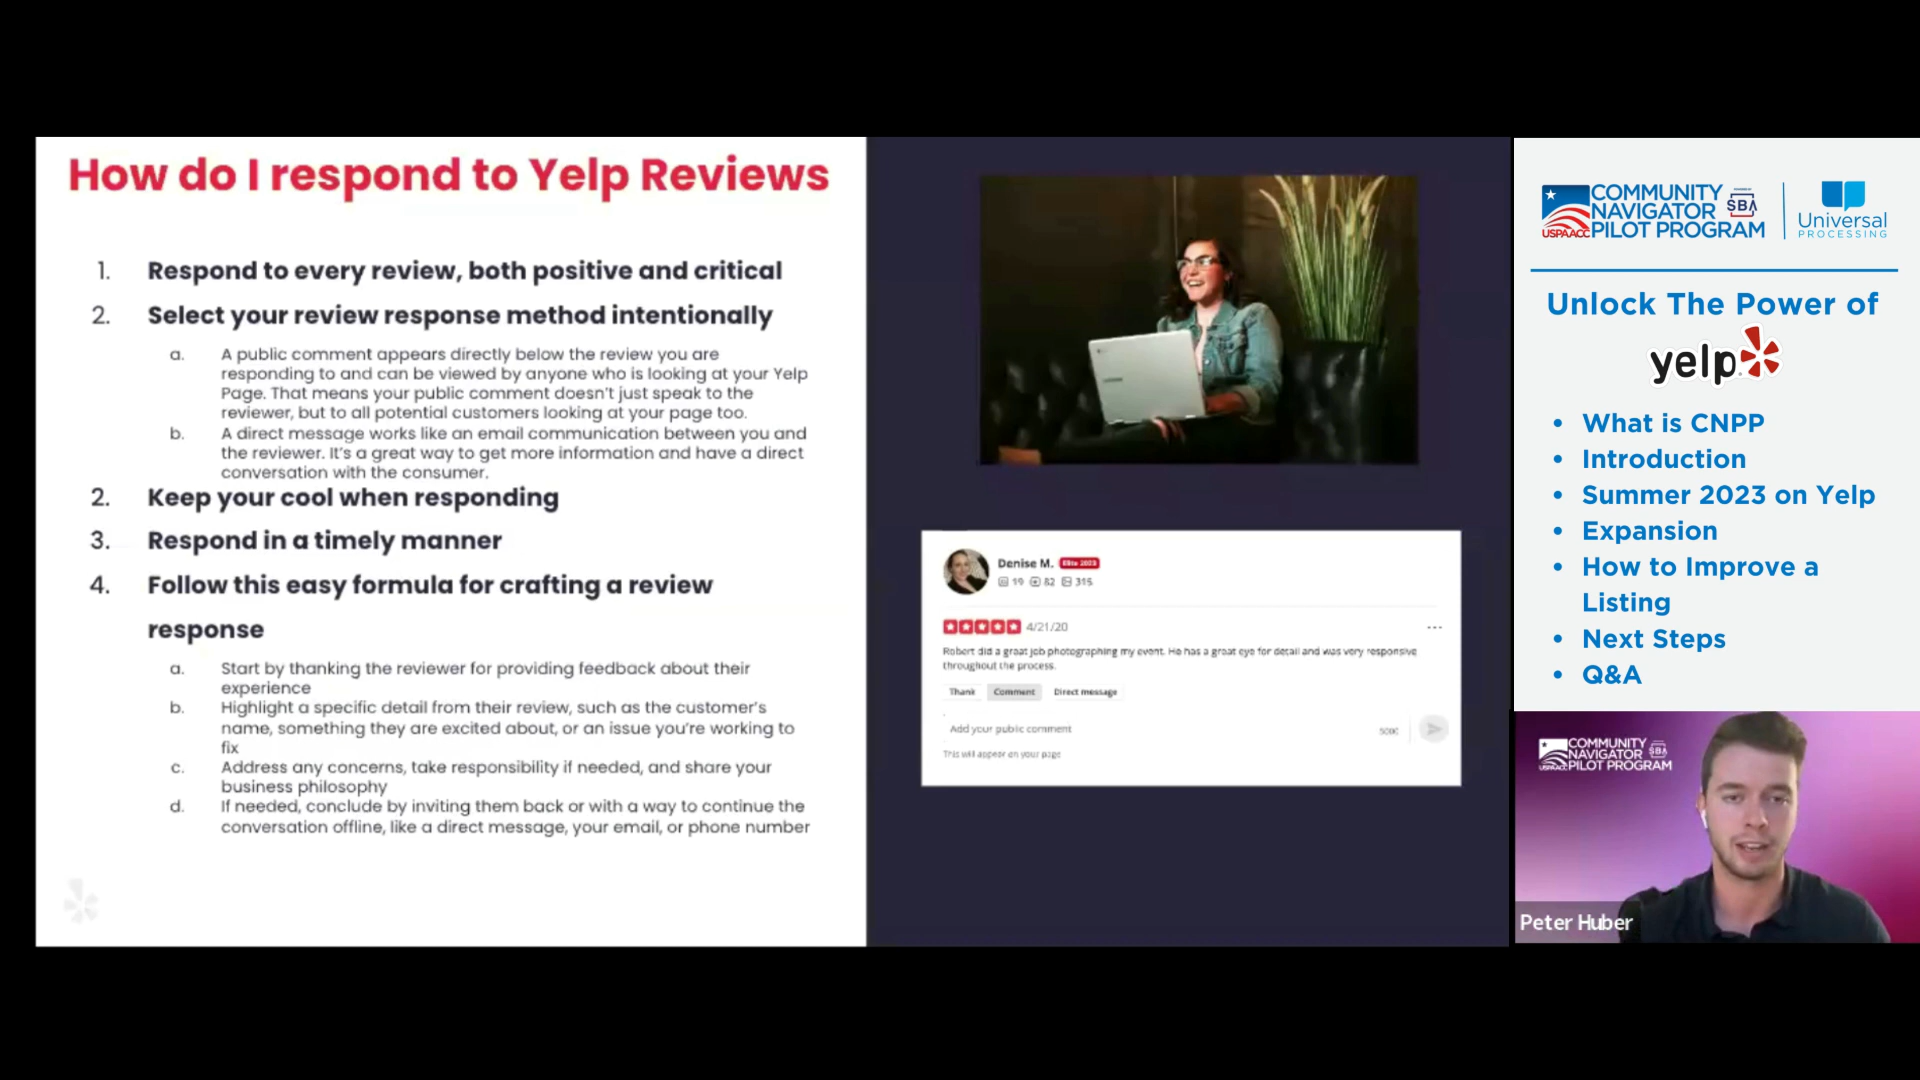 How do I respond to Yelp Reviews
1. Respond to every review, both positive and critical
2. Select your review response method intentionally
a. A public comment appears directly below the review you are
responding to and can be viewed by anyone who is looking at your Yelp
Page. That means your public comment doesn't just speak to the
reviewer, but to all potential customers looking at your page too.
b. A direct message works like an email communication between you and
the reviewer. It's a great way to get more information and have a direct
conversation with the consumer.
2. Keep your cool when responding
3. Respond in a timely manner
4. Follow this easy formula for crafting a review
response
a. Start by thanking the reviewer for providing feedback about their
experience
b. Highlight a specific detail from their review, such as the customer's
name, something they are excited about, or an issue you're working to
fix
c. Address any concerns, take responsibility if needed, and share your
business philosophy
d. If needed, conclude by inviting them back or with a way to continue the
conversation offline, like a direct message, your email, or phone number
Denise M. Elite 2023
19 82 315
4/21/20
Robert did a great job photographing my event. He has a great eye for detail and was very responsive
throughout the process.
Thank Comment Direct message
Add your public comment 5000
This will appear on your page
COMMUNITY
NAVIGATOR SBA
USPAACC PILOT PROGRAM
Universal
PROCESSING
Unlock The Power of
yelp
• What is CNPP
• Introduction
• Summer 2023 on Yelp
• Expansion
• How to Improve a
Listing
• Next Steps
• Q&A
COMMUNITY
NAVIGATOR SBA
USPAACC PILOT PROGRAM
Peter Huber